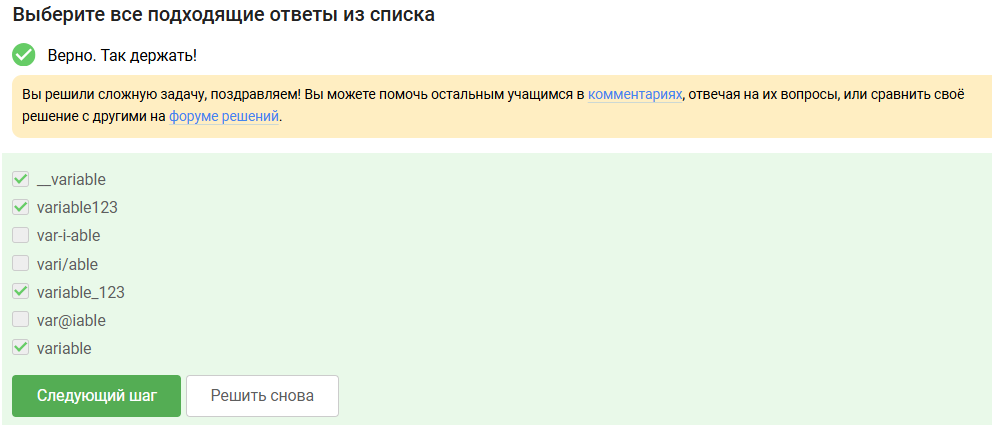 Выберите все подходящие ответы из списка
Верно. Так держать!
Вы решили сложную задачу, поздравляем! Вы можете помочь остальным учащимся в комментариях, отвечая на их вопросы, или сравнить своё
решение с другими на форуме решений.
__variable
variable123
var-i-able
vari/able
variable_123
var@iable
variable
Следующий шаг
Решить снова